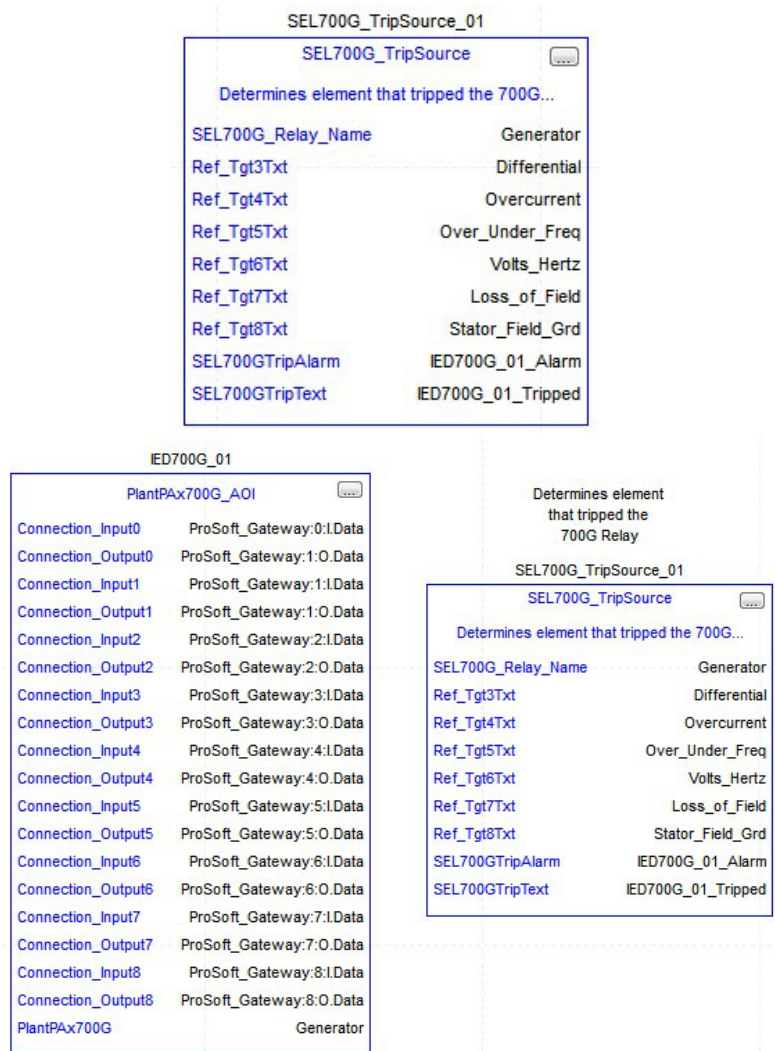 SEL700G_TripSource_01
SEL700G_TripSource ...
Determines element that tripped the 700G...
SEL700G_Relay_Name Generator
Ref_Tgt3Txt Differential
Ref_Tgt4Txt Overcurrent
Ref_Tgt5Txt Over_Under_Freq
Ref_Tgt6Txt Volts_Hertz
Ref_Tgt7Txt Loss_of_Field
Ref_Tgt8Txt Stator_Field_Grd
SEL700GTripAlarm IED700G_01_Alarm
SEL700GTripText IED700G_01_Tripped
IED700G_01
PlantPAx700G_AOI ...
Connection_Input0 ProSoft_Gateway:0:I.Data
Connection_Output0 ProSoft_Gateway:1:O.Data
Connection_Input1 ProSoft_Gateway:1:I.Data
Connection_Output1 ProSoft_Gateway:1:O.Data
Connection_Input2 ProSoft_Gateway:2:I.Data
Connection_Output2 ProSoft_Gateway:2:O.Data
Connection_Input3 ProSoft_Gateway:3:I.Data
Connection_Output3 ProSoft_Gateway:3:O.Data
Connection_Input4 ProSoft_Gateway:4:I.Data
Connection_Output4 ProSoft_Gateway:4:O.Data
Connection_Input5 ProSoft_Gateway:5:I.Data
Connection_Output5 ProSoft_Gateway:5:O.Data
Connection_Input6 ProSoft_Gateway:6:I.Data
Connection_Output6 ProSoft_Gateway:6:O.Data
Connection_Input7 ProSoft_Gateway:7:I.Data
Connection_Output7 ProSoft_Gateway:7:O.Data
Connection_Input8 ProSoft_Gateway:8:I.Data
Connection_Output8 ProSoft_Gateway:8:O.Data
PlantPAx700G Generator
Determines element
that tripped the
700G Relay
SEL700G_TripSource_01
SEL700G_TripSource ...
Determines element that tripped the 700G...
SEL700G_Relay_Name Generator
Ref_Tgt3Txt Differential
Ref_Tgt4Txt Overcurrent
Ref_Tgt5Txt Over_Under_Freq
Ref_Tgt6Txt Volts_Hertz
Ref_Tgt7Txt Loss_of_Field
Ref_Tgt8Txt Stator_Field_Grd
SEL700GTripAlarm IED700G_01_Alarm
SEL700GTripText IED700G_01_Tripped